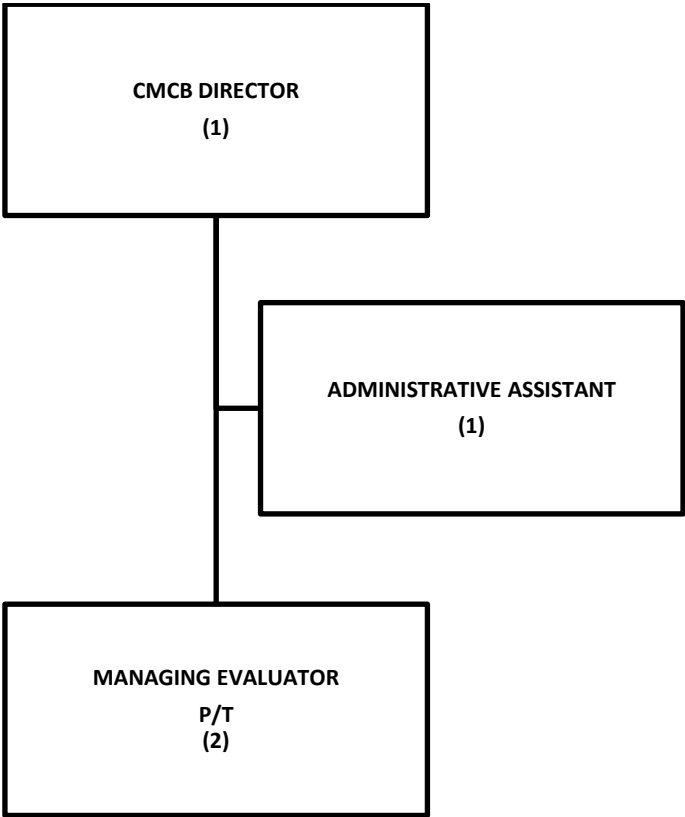 CMCB DIRECTOR
(1)
ADMINISTRATIVE ASSISTANT
(1)
MANAGING EVALUATOR
P/T
(2)